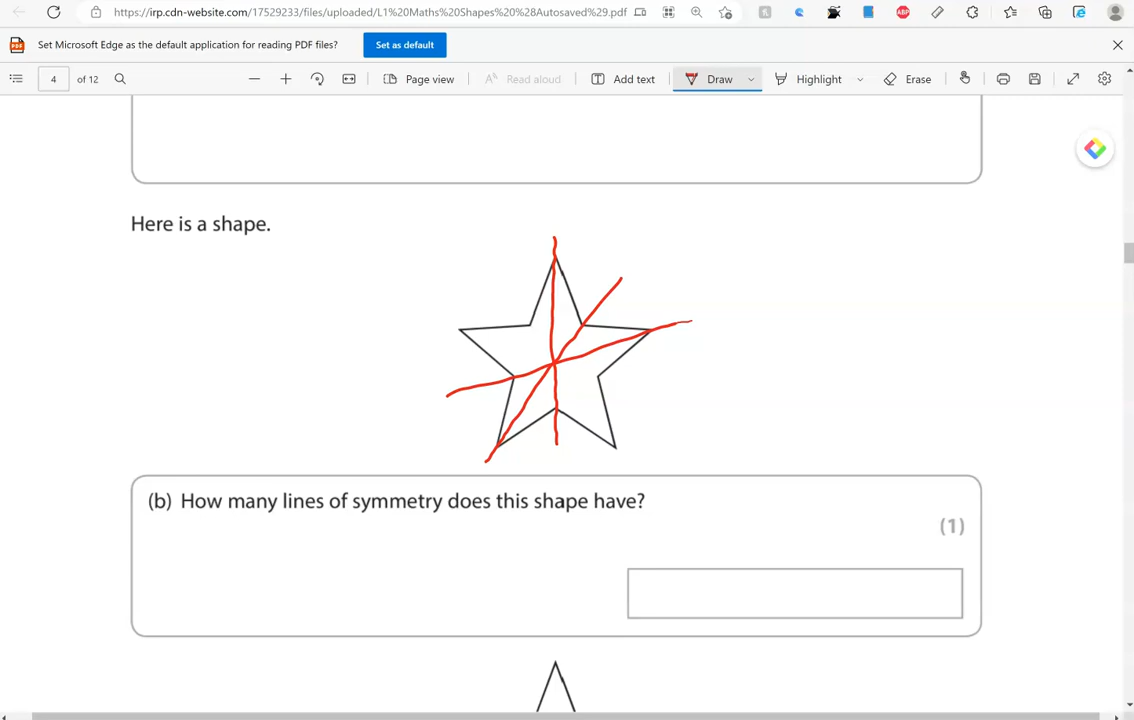 https://irp.cdn-website.com/17529233/files/uploaded/L1%20Maths%20Shapes%20%28Autosaved%29.pdf
ABP
PDF
Set Microsoft Edge as the default application for reading PDF files?
Set as default
4
of 12
Page view
Read aloud
Add text
Draw
Highlight
Erase
Here is a shape.
(b) How many lines of symmetry does this shape have?
(1)